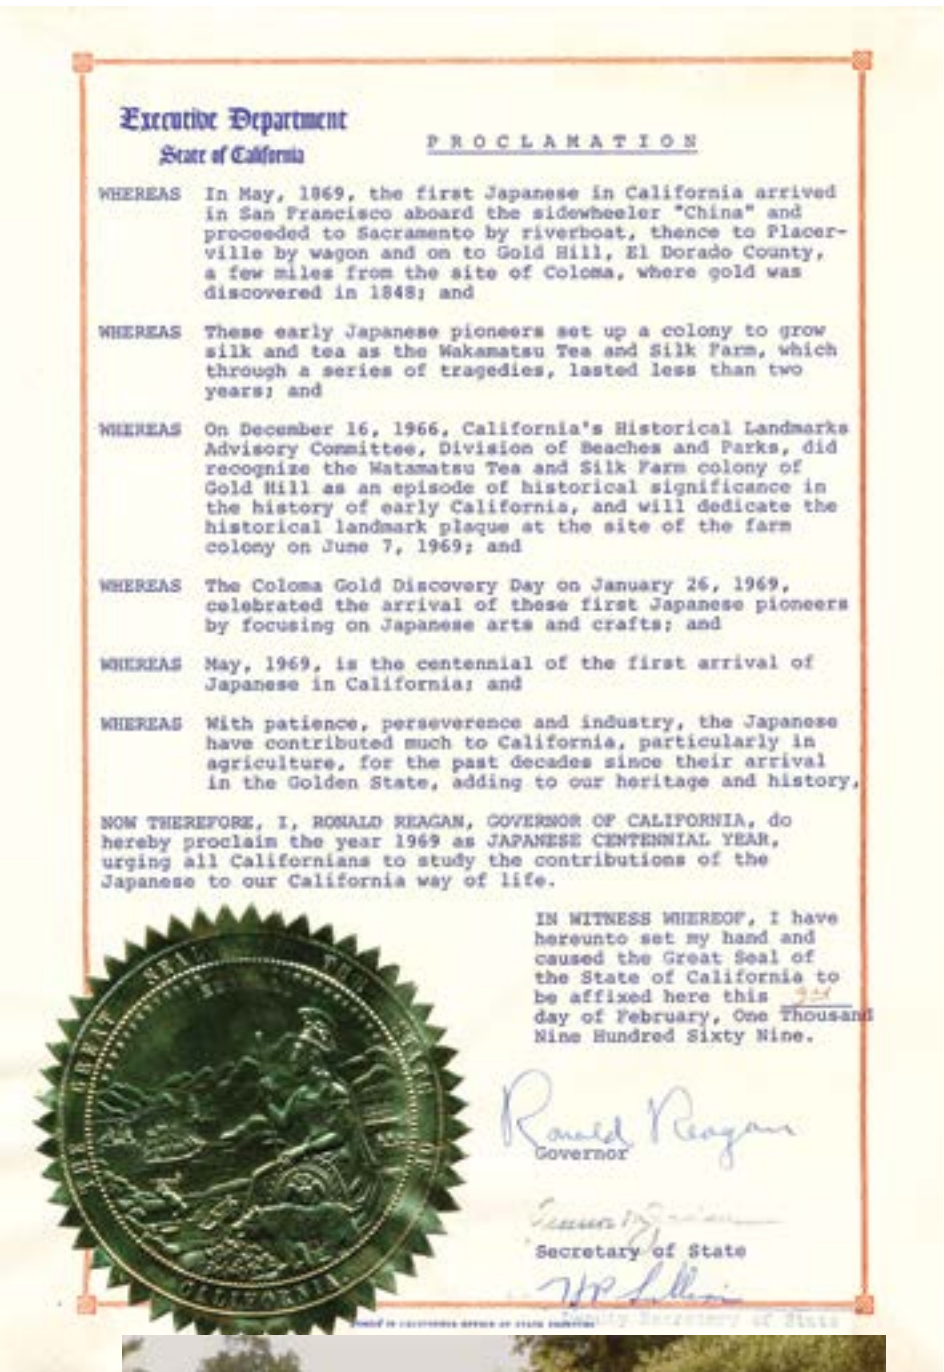 Executive Department
State of California
PROCLAMATION
WHEREAS In May, 1869, the first Japanese in California arrived
in San Francisco aboard the sidewheeler "China" and
proceeded to Sacramento by riverboat, thence to Placer-
ville by wagon and on to Gold Hill, El Dorado County,
a few miles from the site of Coloma, where gold was
discovered in 1848; and
WHEREAS These early Japanese pioneers set up a colony to grow
silk and tea as the Wakamatsu Tea and Silk Farm, which
through a series of tragedies, lasted less than two
years; and
WHEREAS On December 16, 1966, California's Historical Landmarks
Advisory Committee, Division of Beaches and Parks, did
recognize the Watamatsu Tea and Silk Farm colony of
Gold Hill as an episode of historical significance in
the history of early California, and will dedicate the
historical landmark plaque at the site of the farm
colony on June 7, 1969; and
WHEREAS The Coloma Gold Discovery Day on January 26, 1969,
celebrated the arrival of these first Japanese pioneers
by focusing on Japanese arts and crafts; and
WHEREAS May, 1969, is the centennial of the first arrival of
Japanese in California; and
WHEREAS With patience, perseverence and industry, the Japanese
have contributed much to California, particularly in
agriculture, for the past decades since their arrival
in the Golden State, adding to our heritage and history,
NOW THEREFORE, I, RONALD REAGAN, GOVERNOR OF CALIFORNIA, do
hereby proclaim the year 1969 as JAPANESE CENTENNIAL YEAR,
urging all Californians to study the contributions of the
Japanese to our California way of life.
IN WITNESS WHEREOF, I have
hereunto set my hand and
caused the Great Seal of
the State of California to
be affixed here this
day of February, One Thousand
Nine Hundred Sixty Nine.
Ronald Reagan
Governor
Secretary of State
Deputy Secretary of State
THE GREAT SEAL OF THE STATE OF CALIFORNIA